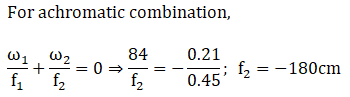 For achromatic combination,
ω₁/f₁ + ω₂/f₂ = 0 ⇒ 84/f₂ = − 0.21/0.45; f₂ = −180cm